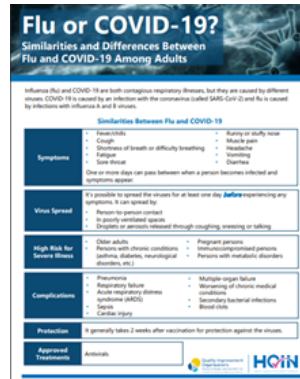 Flu or COVID-19?
Similarities and Differences Between
Flu and COVID-19 Among Adults
Influenza (flu) and COVID-19 are both contagious respiratory illnesses, but they are caused by different
viruses. COVID-19 is caused by an infection with the coronavirus (called SARS-CoV-2) and flu is caused
by infections with influenza A and B viruses.
Similarities Between Flu and COVID-19
Symptoms
• Fever/chills
• Cough
• Shortness of breath or difficulty breathing
• Fatigue
• Sore throat
• Runny or stuffy nose
• Muscle pain
• Headache
• Vomiting
• Diarrhea
One or more days can pass between when a person becomes infected and
symptoms appear.
Virus Spread
It's possible to spread the viruses for at least one day before experiencing any
symptoms. It can spread by:
• Person-to-person contact
• In poorly ventilated spaces
• Droplets or aerosols released through coughing, sneezing or talking
High Risk for
Severe Illness
• Older adults
• Persons with chronic conditions
(asthma, diabetes, neurological
disorders, etc.)
• Pregnant persons
• Immunocompromised persons
• Persons with metabolic disorders
Complications
• Pneumonia
• Respiratory failure
• Acute respiratory distress
syndrome (ARDS)
• Sepsis
• Cardiac injury
• Multiple-organ failure
• Worsening of chronic medical
conditions
• Secondary bacterial infections
• Blood clots
Protection
It generally takes 2 weeks after vaccination for protection against the viruses.
Approved
Treatments
Antivirals
Quality Improvement
Organizations
HQIN